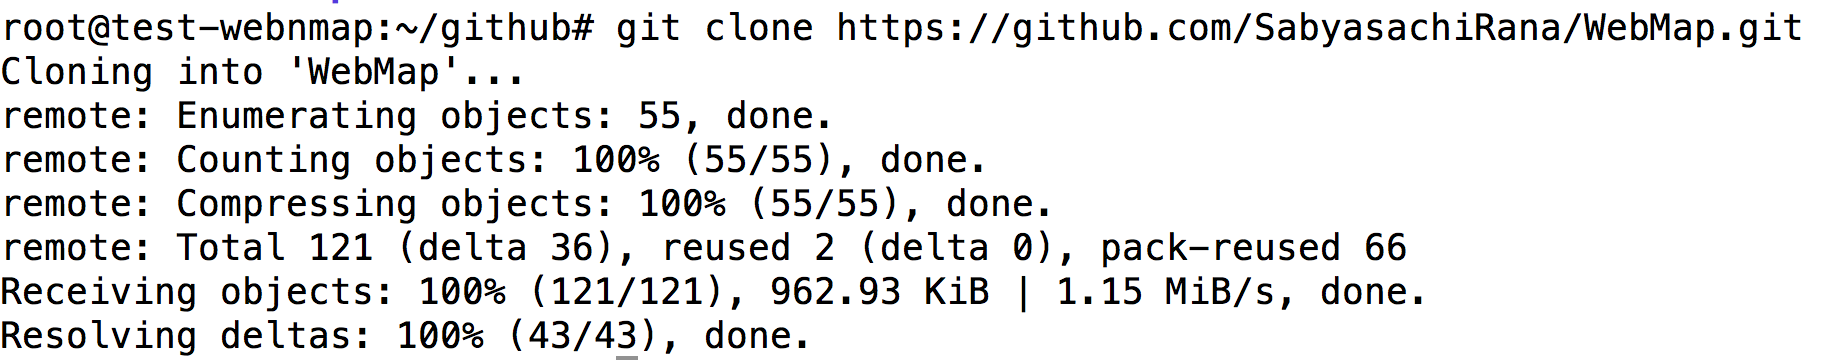 root@test-webnmap:~/github# git clone https://github.com/SabyasachiRana/WebMap.git
Cloning into 'WebMap'...
remote: Enumerating objects: 55, done.
remote: Counting objects: 100% (55/55), done.
remote: Compressing objects: 100% (55/55), done.
remote: Total 121 (delta 36), reused 2 (delta 0), pack-reused 66
Receiving objects: 100% (121/121), 962.93 KiB | 1.15 MiB/s, done.
Resolving deltas: 100% (43/43), done.